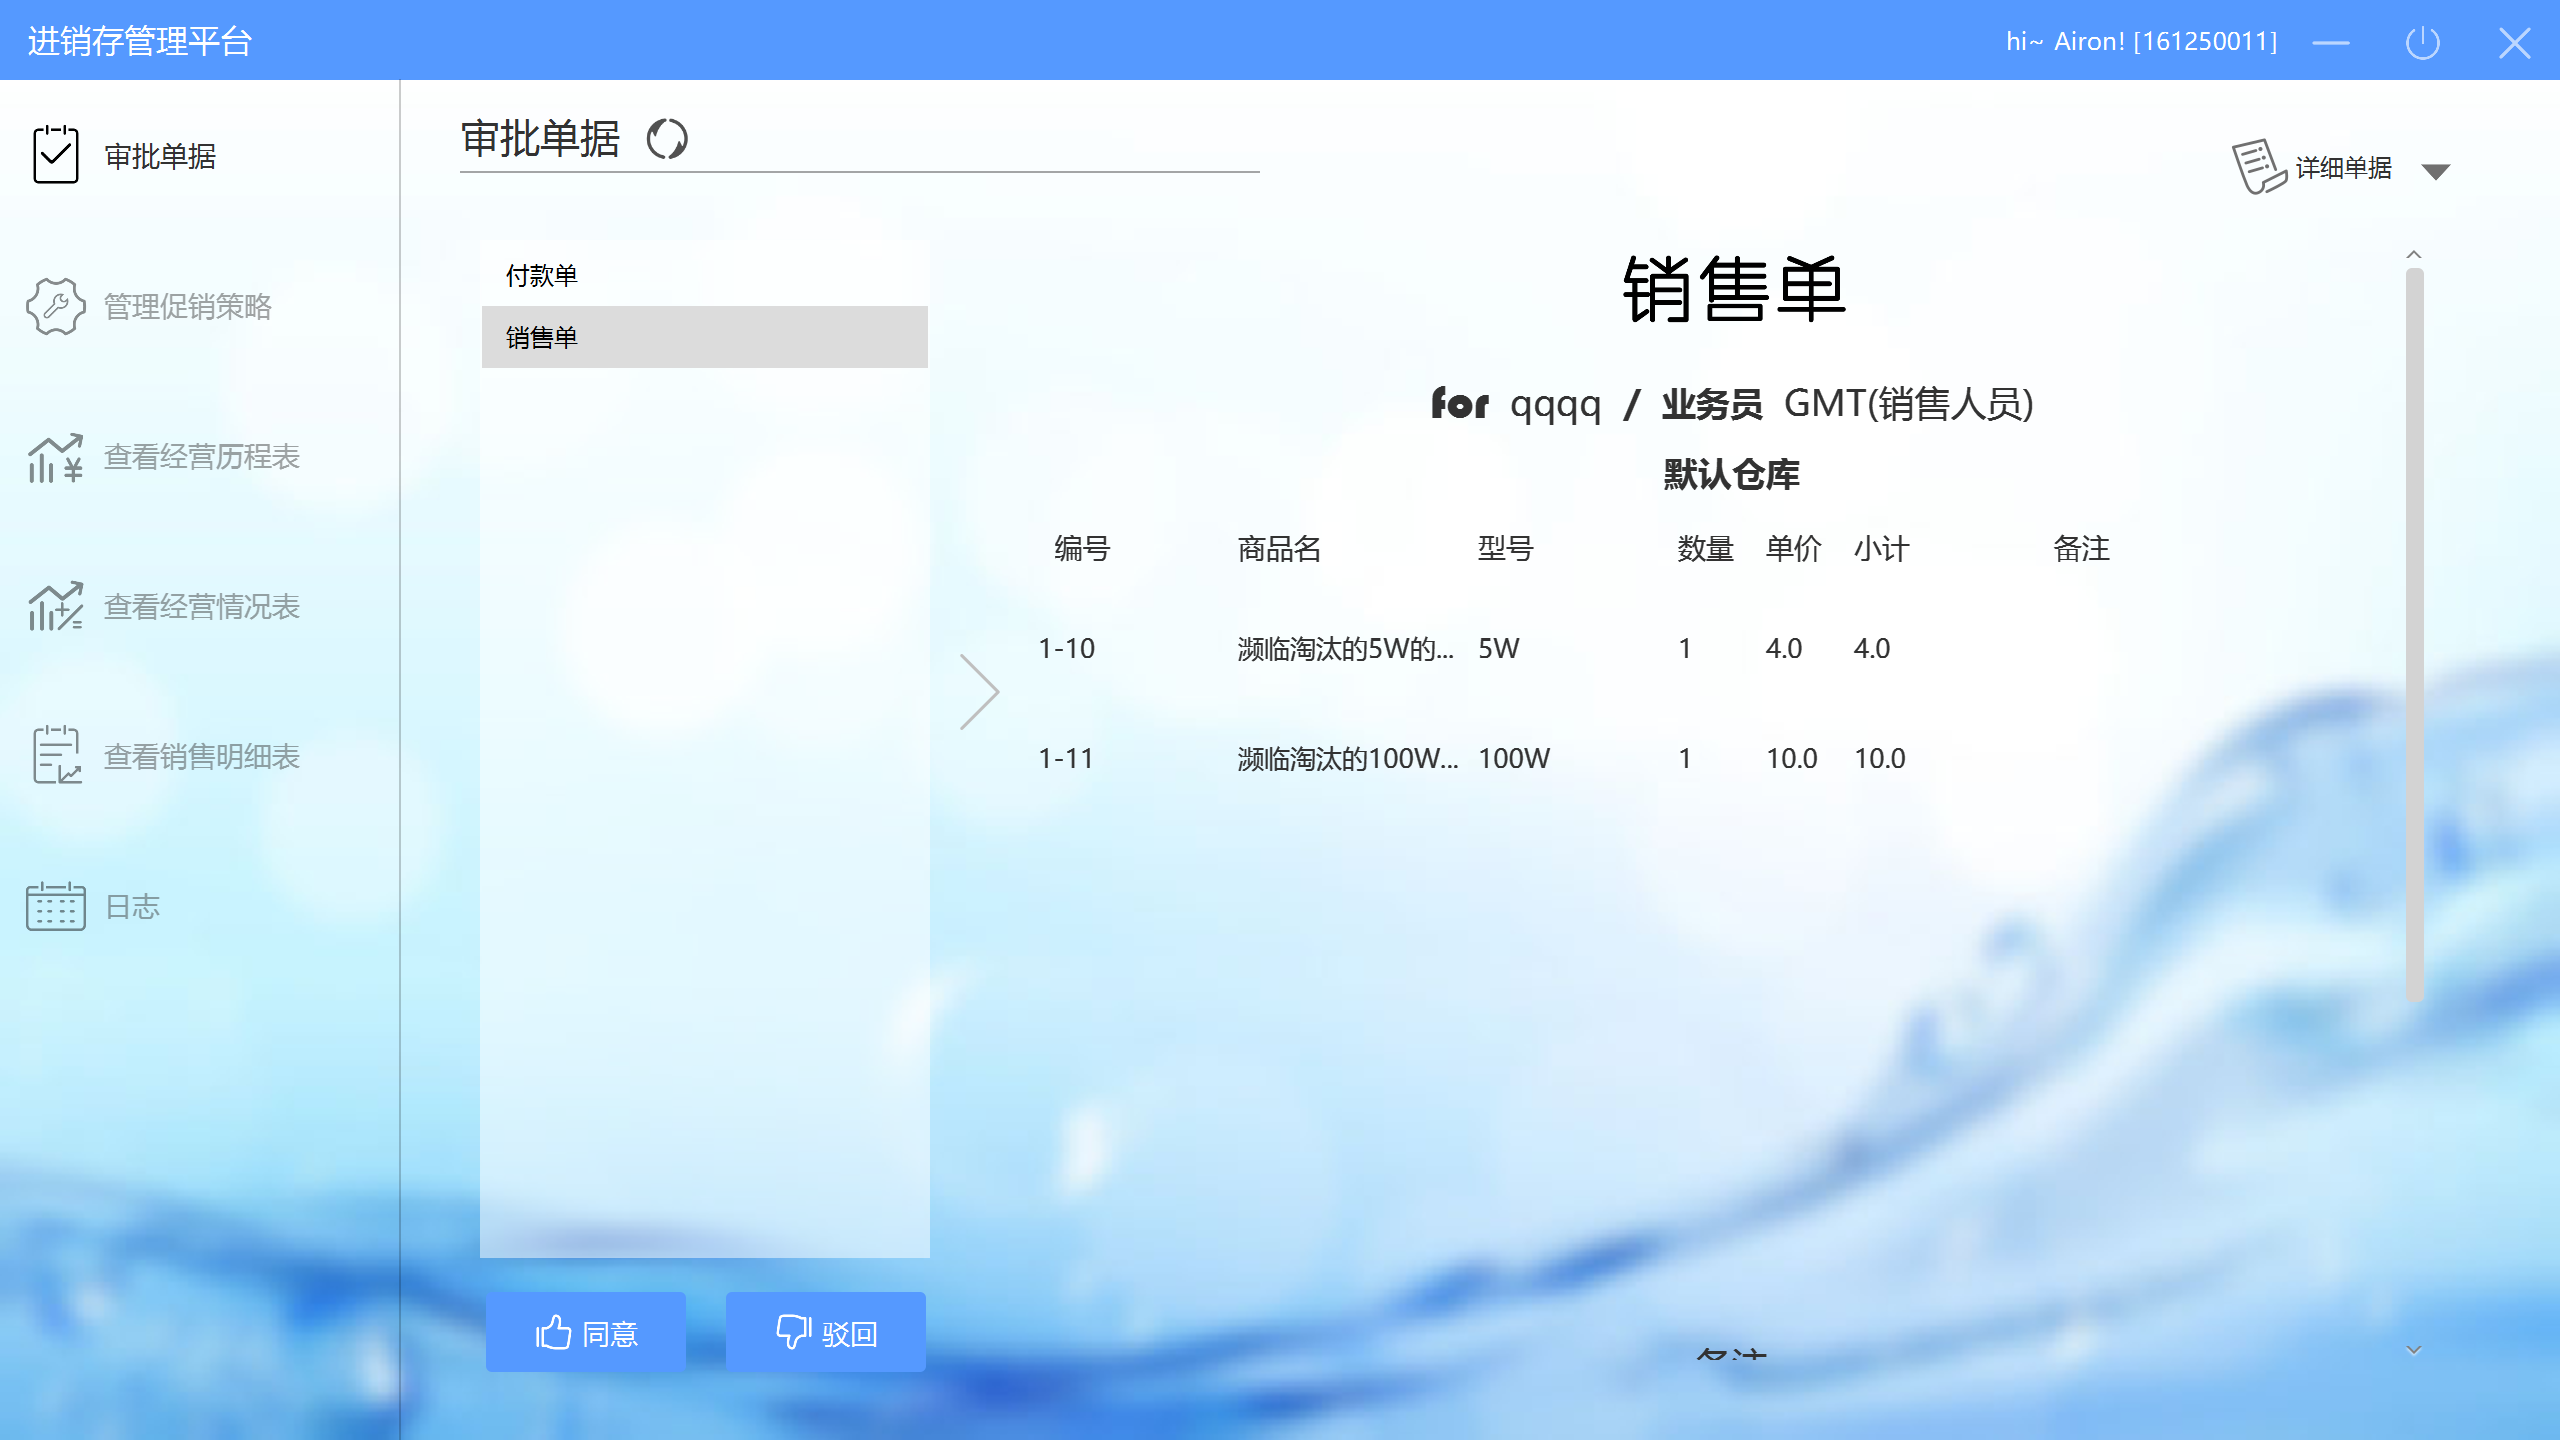 进销存管理平台
hi~ Airon! [161250011]
审批单据
管理促销策略
查看经营历程表
查看经营情况表
查看销售明细表
日志
审批单据
详细单据
付款单
销售单
同意
驳回
销售单
for qqqq / 业务员 GMT(销售人员)
默认仓库
编号 商品名 型号 数量 单价 小计 备注
1-10 濒临淘汰的5W的... 5W 1 4.0 4.0
1-11 濒临淘汰的100W... 100W 1 10.0 10.0
备注